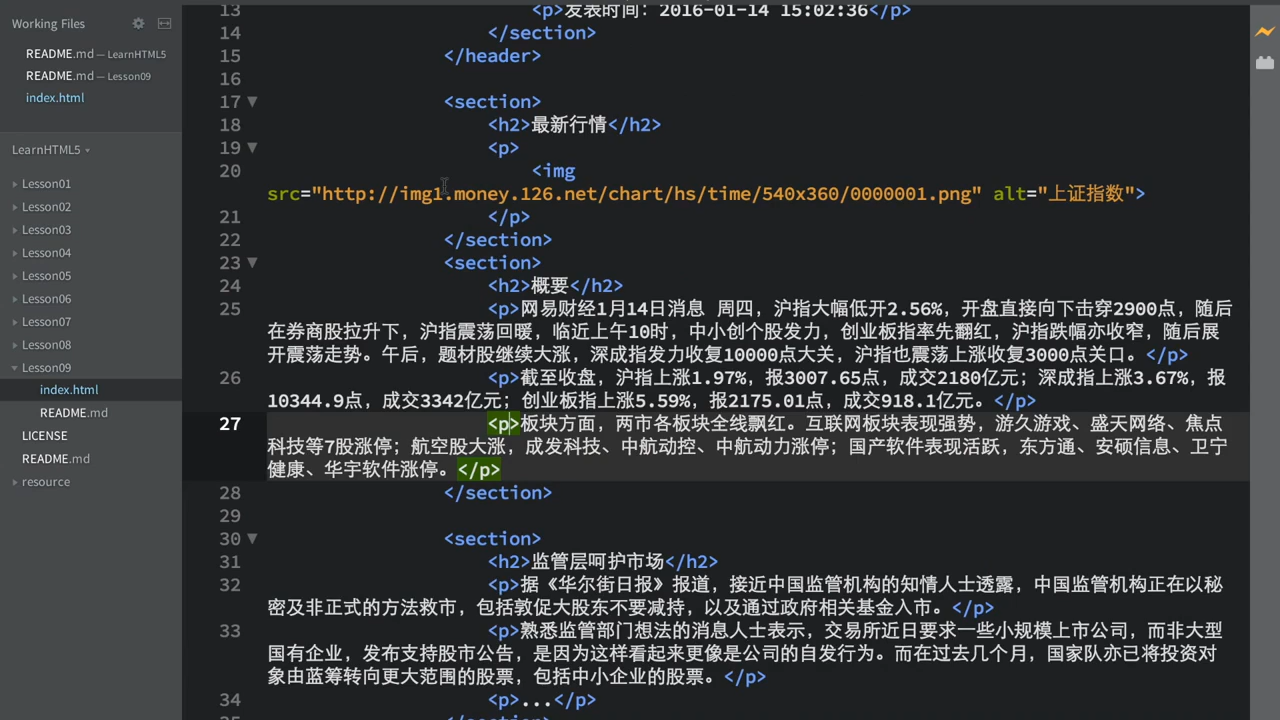 Working Files
README.md — LearnHTML5
README.md — Lesson09
index.html
LearnHTML5
Lesson01
Lesson02
Lesson03
Lesson04
Lesson05
Lesson06
Lesson07
Lesson08
Lesson09
index.html
README.md
LICENSE
README.md
resource
13 <p>发表时间：2016-01-14 15:02:36</p>
14 </section>
15 </header>
16
17 <section>
18 <h2>最新行情</h2>
19 <p>
20 <img
src="http://img1.money.126.net/chart/hs/time/540x360/0000001.png" alt="上证指数">
21 </p>
22 </section>
23 <section>
24 <h2>概要</h2>
25 <p>网易财经1月14日消息 周四，沪指大幅低开2.56%，开盘直接向下击穿2900点，随后
在券商股拉升下，沪指震荡回暖，临近上午10时，中小创个股发力，创业板指率先翻红，沪指跌幅亦收窄，随后展
开震荡走势。午后，题材股继续大涨，深成指发力收复10000点大关，沪指也震荡上涨收复3000点关口。</p>
26 <p>截至收盘，沪指上涨1.97%，报3007.65点，成交2180亿元；深成指上涨3.67%，报
10344.9点，成交3342亿元；创业板指上涨5.59%，报2175.01点，成交918.1亿元。</p>
27 <p>板块方面，两市各板块全线飘红。互联网板块表现强势，游久游戏、盛天网络、焦点
科技等7股涨停；航空股大涨，成发科技、中航动控、中航动力涨停；国产软件表现活跃，东方通、安硕信息、卫宁
健康、华宇软件涨停。</p>
28 </section>
29
30 <section>
31 <h2>监管层呵护市场</h2>
32 <p>据《华尔街日报》报道，接近中国监管机构的知情人士透露，中国监管机构正在以秘
密及非正式的方法救市，包括敦促大股东不要减持，以及通过政府相关基金入市。</p>
33 <p>熟悉监管部门想法的消息人士表示，交易所近日要求一些小规模上市公司，而非大型
国有企业，发布支持股市公告，是因为这样看起来更像是公司的自发行为。而在过去几个月，国家队亦已将投资对
象由蓝筹转向更大范围的股票，包括中小企业的股票。</p>
34 <p>...</p>